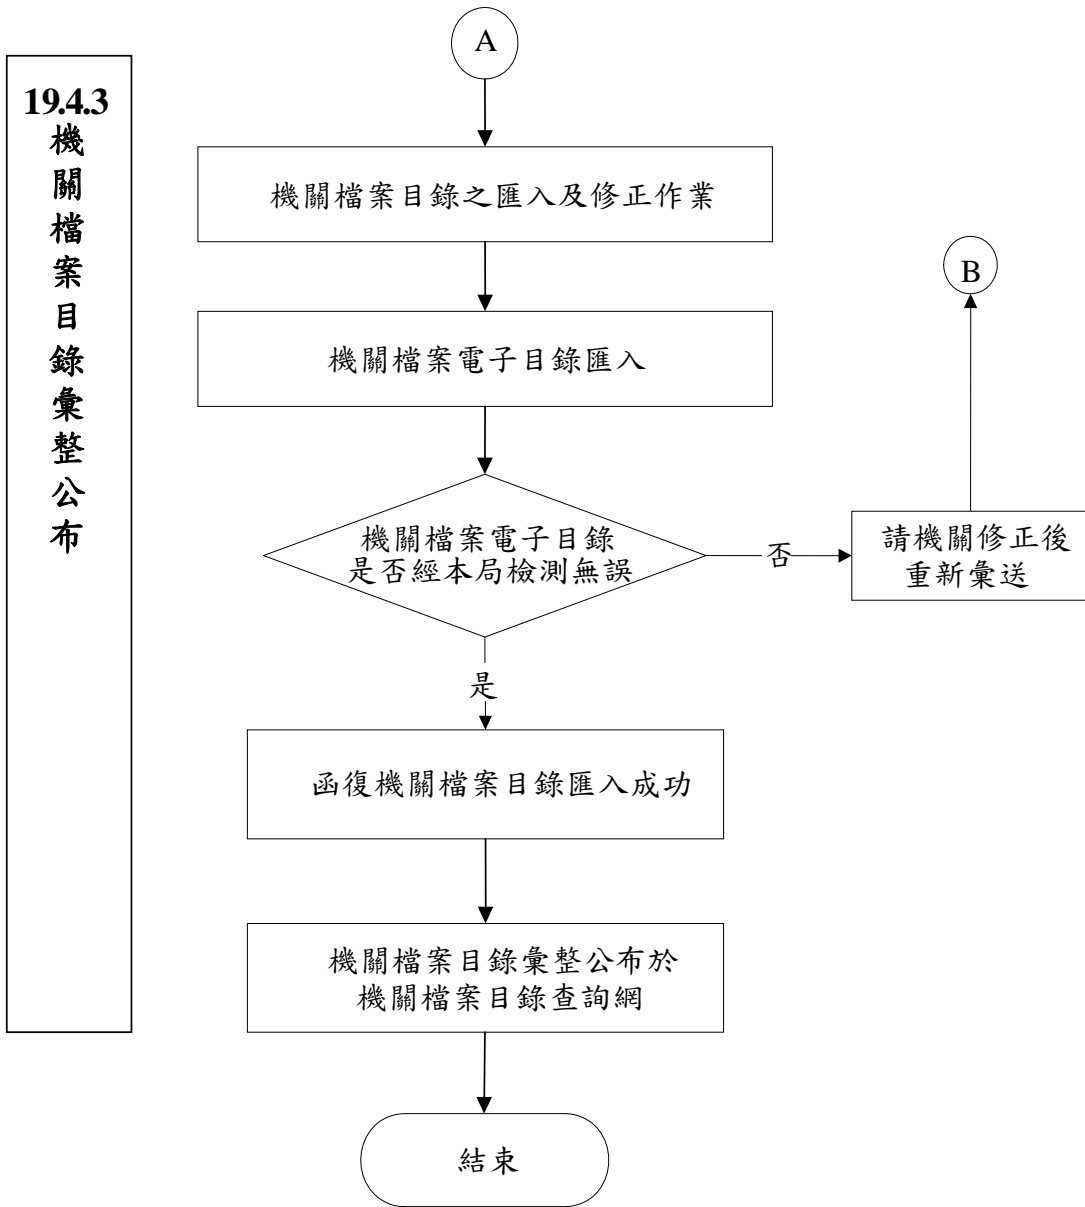 19.4.3
機關檔案目錄彙整公布
A
機關檔案目錄之匯入及修正作業
機關檔案電子目錄匯入
機關檔案電子目錄
是否經本局檢測無誤
否
請機關修正後
重新彙送
B
是
函復機關檔案目錄匯入成功
機關檔案目錄彙整公布於
機關檔案目錄查詢網
結束